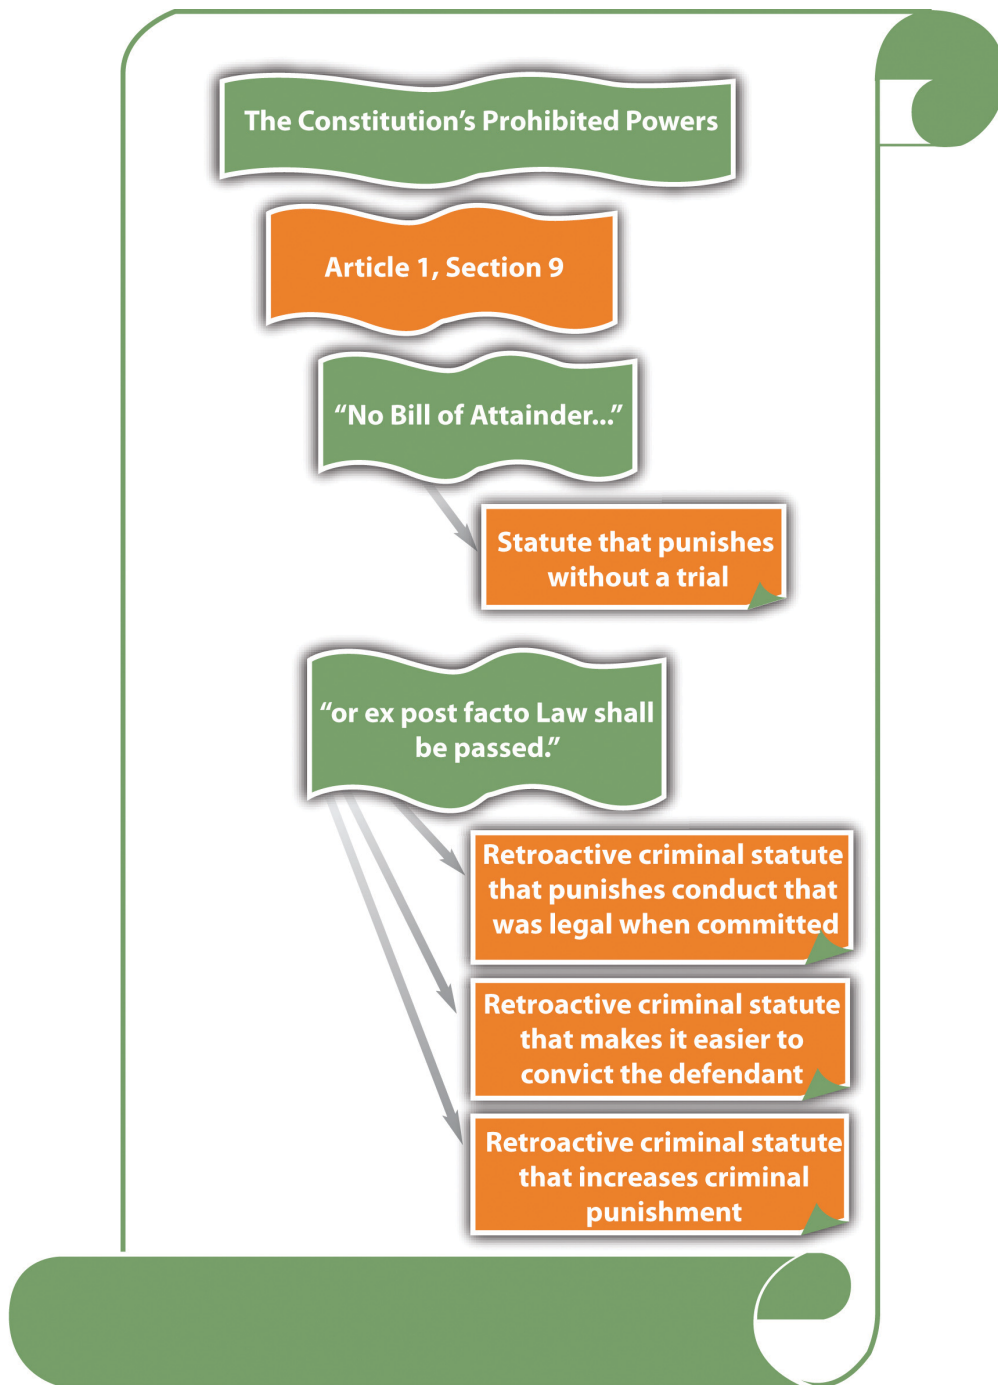 The Constitution’s Prohibited Powers
Article 1, Section 9
“No Bill of Attainder...”
Statute that punishes
without a trial
“or ex post facto Law shall
be passed.”
Retroactive criminal statute
that punishes conduct that
was legal when committed
Retroactive criminal statute
that makes it easier to
convict the defendant
Retroactive criminal statute
that increases criminal
punishment